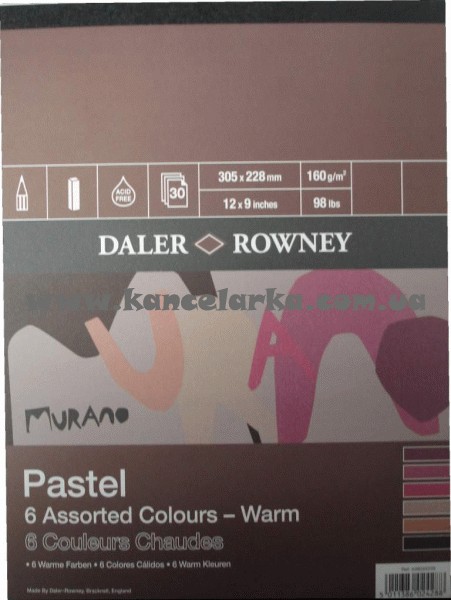 ACID
FREE
30
305 x 228 mm
160 g/m²
12 x 9 inches
98 lbs
DALER ROWNEY
www.kancelarka.com.ua
MURANO
Pastel
6 Assorted Colours – Warm
6 Couleurs Chaudes
• 6 Warme Farben • 6 Colores Cálidos • 6 Warm Kleuren
Made By Daler-Rowney, Bracknell, England